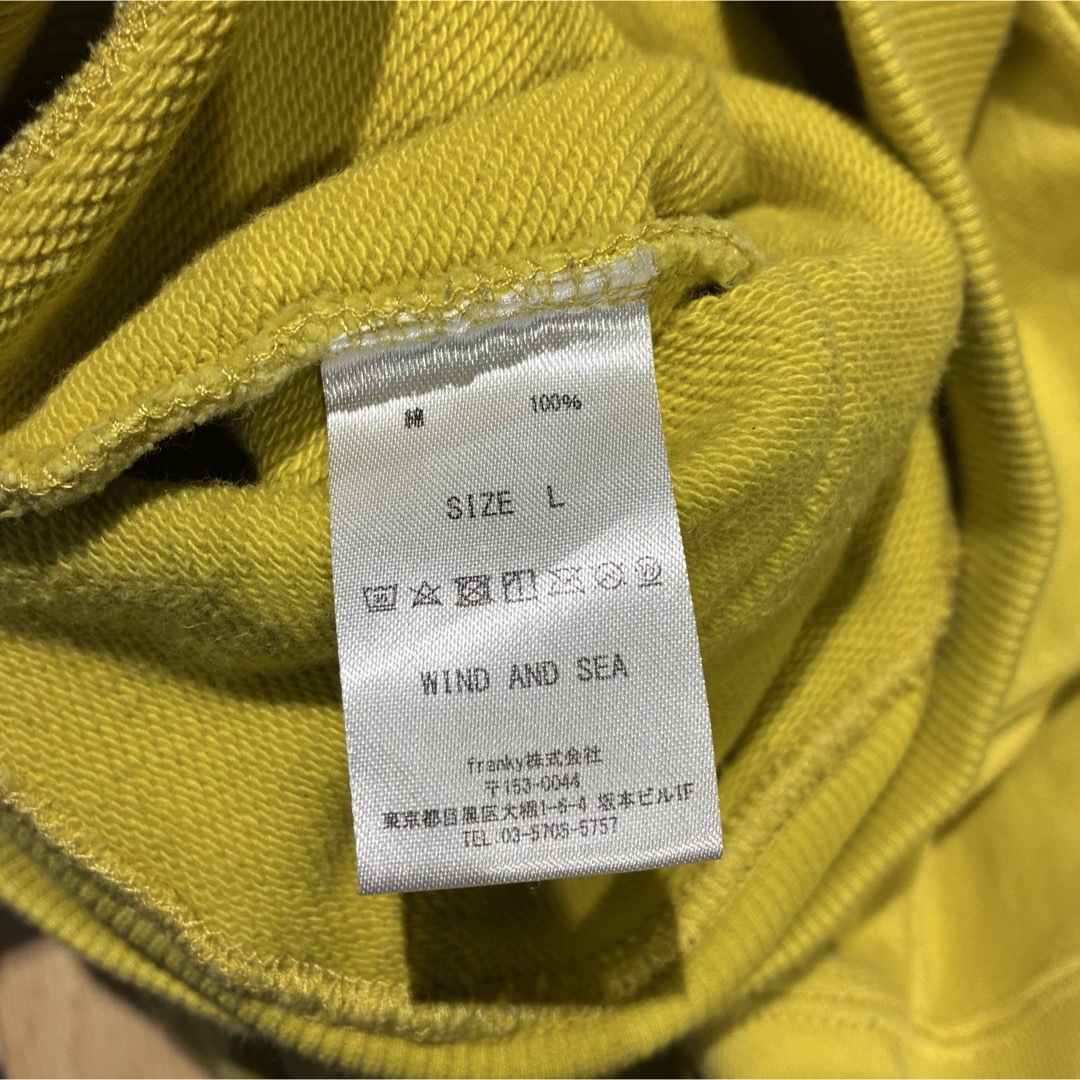 綿 100%
SIZE L
WIND AND SEA
franky株式会社
〒153-0044
東京都目黒区大橋1-6-4 坂本ビル1F
TEL.03-5708-5757